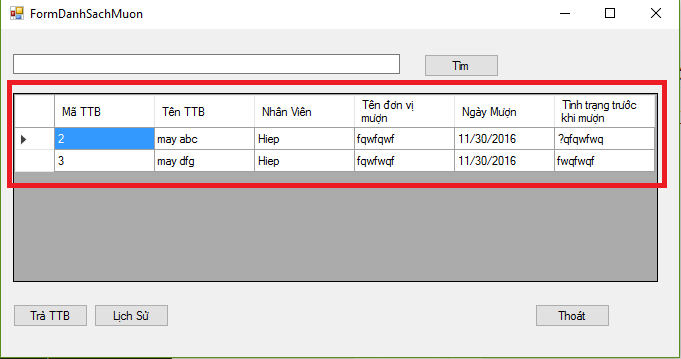 FormDanhSachMuon
Tìm
Mã TTB Tên TTB Nhân Viên Tên đơn vị mượn Ngày Mượn Tình trạng trước khi mượn
2 may abc Hiep fqwfqwf 11/30/2016 ?qfqwfwq
3 may dfg Hiep fqwfwqf 11/30/2016 fwqfwqf
Trả TTB Lịch Sử Thoát